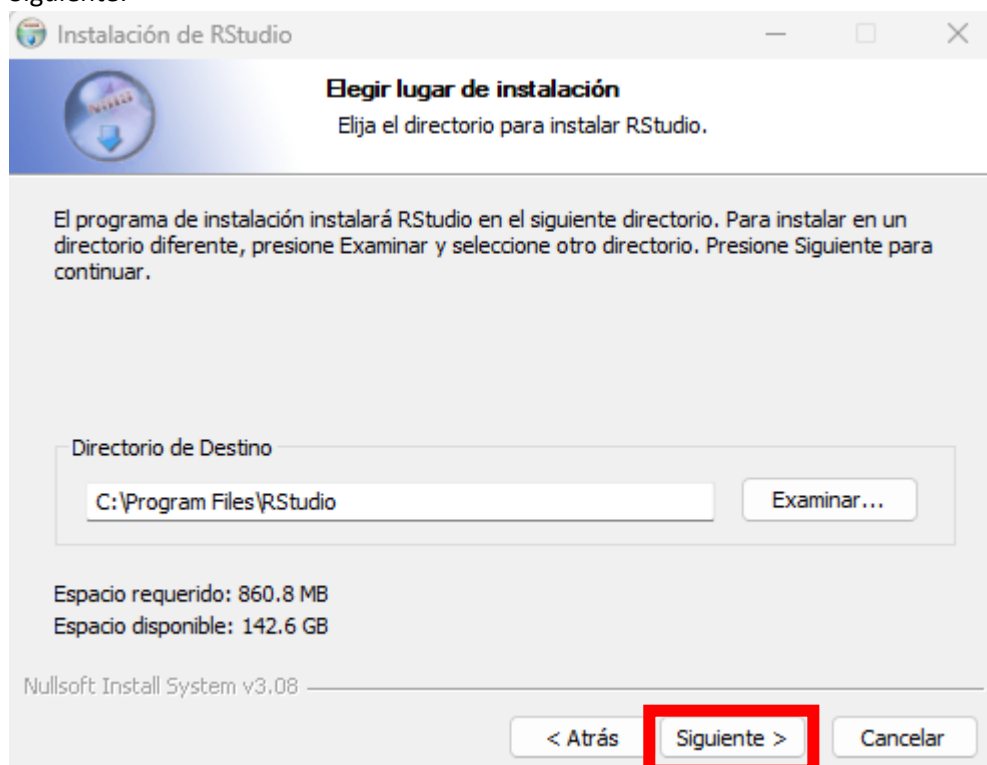 siguiente.
Instalación de RStudio
Elegir lugar de instalación
Elija el directorio para instalar RStudio.
El programa de instalación instalará RStudio en el siguiente directorio. Para instalar en un
directorio diferente, presione Examinar y seleccione otro directorio. Presione Siguiente para
continuar.
Directorio de Destino
C:\Program Files\RStudio
Examinar...
Espacio requerido: 860.8 MB
Espacio disponible: 142.6 GB
Nullsoft Install System v3.08
< Atrás
Siguiente >
Cancelar